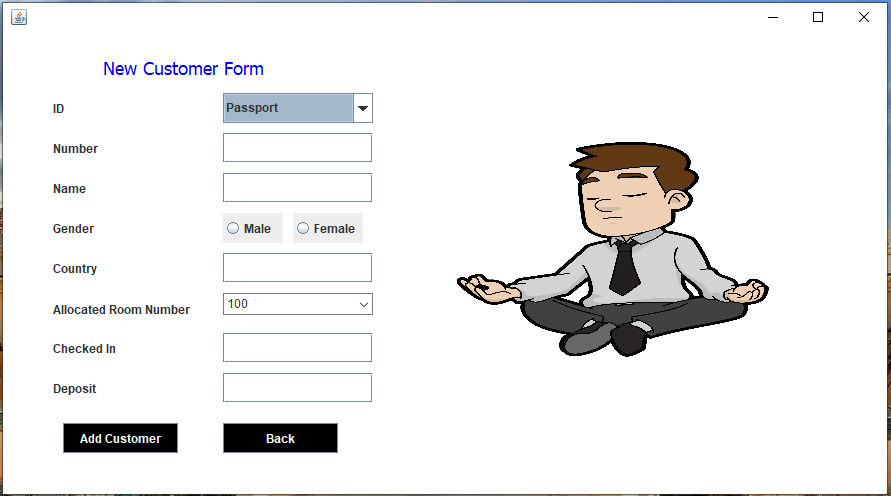 New Customer Form
ID Passport
Number
Name
Gender Male Female
Country
Allocated Room Number 100
Checked In
Deposit
Add Customer Back